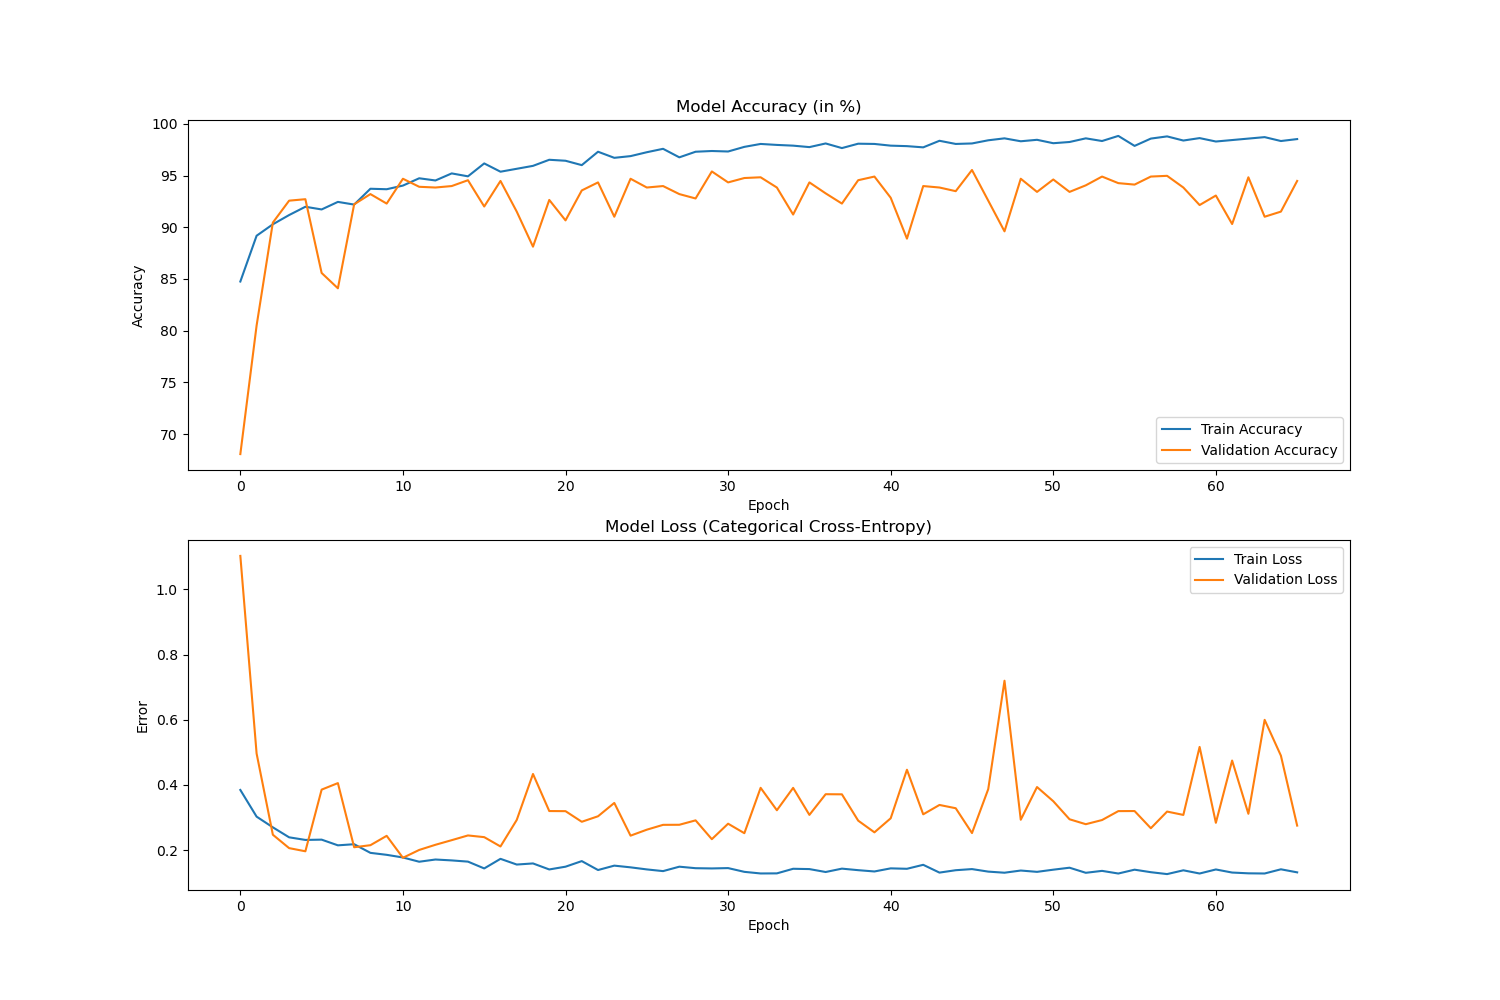 Model Accuracy (in %)
100
95
90
85
80
75
70
Accuracy
Train Accuracy
Validation Accuracy
0 10 20 30 40 50 60
Epoch
Model Loss (Categorical Cross-Entropy)
Train Loss
Validation Loss
1.0
0.8
0.6
0.4
0.2
Error
0 10 20 30 40 50 60
Epoch